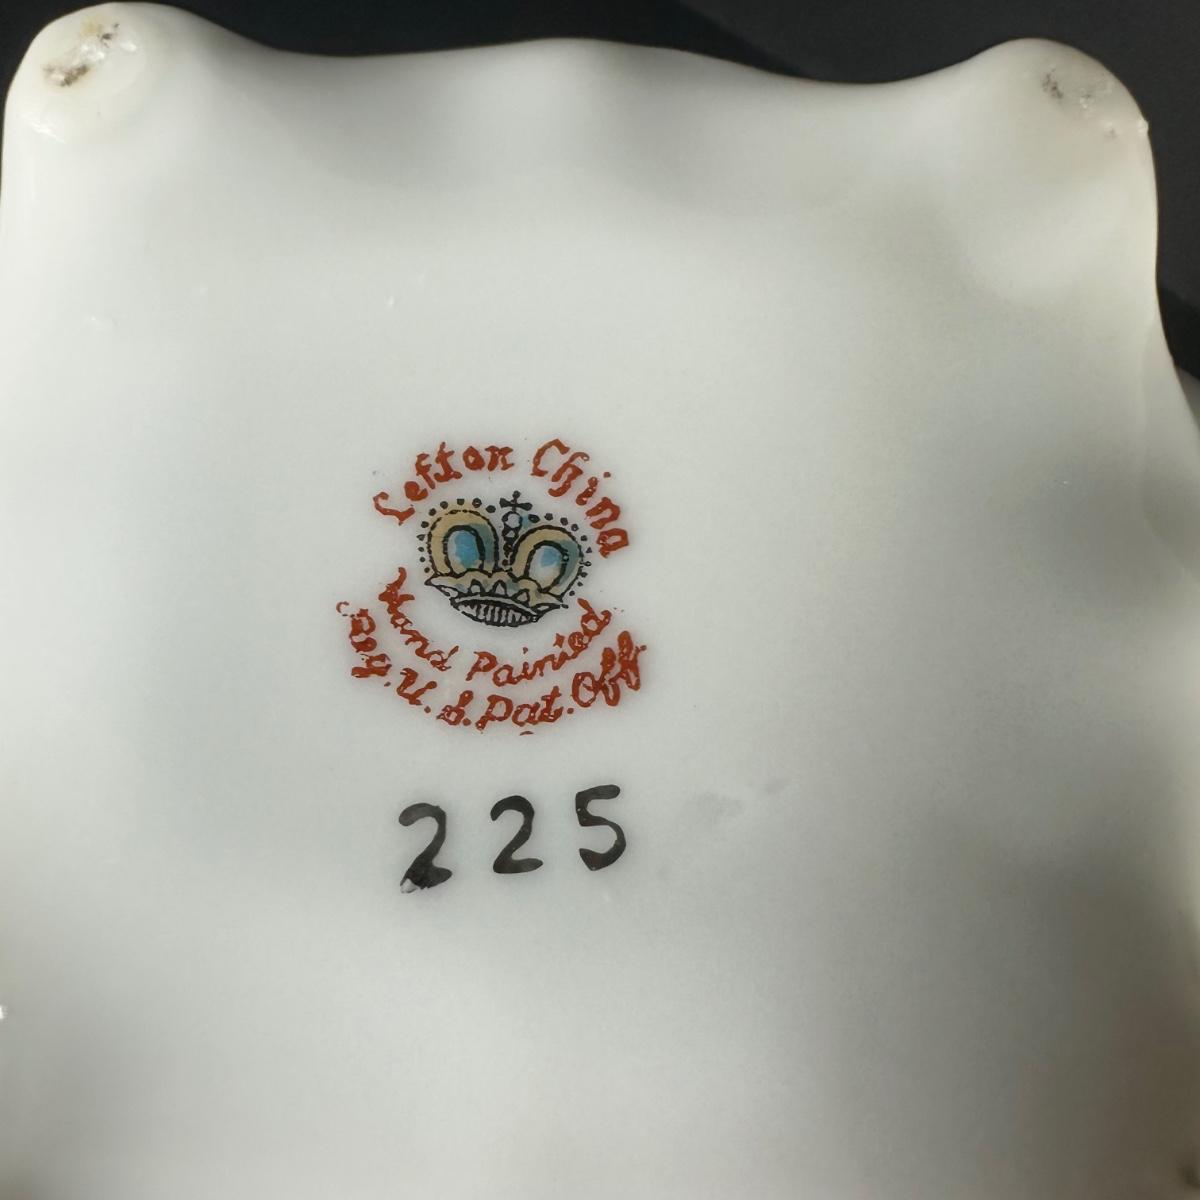 Lefton China
Hand Painted
Reg. U.S. Pat. Off.
225